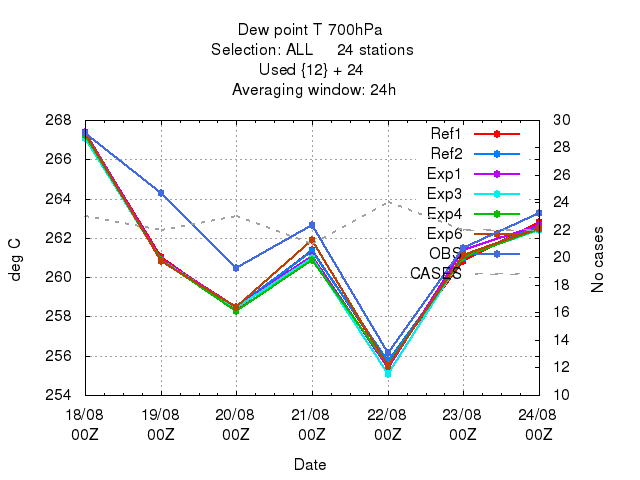 Dew point T 700hPa
Selection: ALL 24 stations
Used {12} + 24
Averaging window: 24h
268
266
264
262
260
258
256
254
deg C
30
28
26
24
22
20
18
16
14
12
10
No cases
Ref1
Ref2
Exp1
Exp3
Exp4
Exp6
OBS
CASES
18/08 19/08 20/08 21/08 22/08 23/08 24/08
00Z 00Z 00Z 00Z 00Z 00Z 00Z
Date